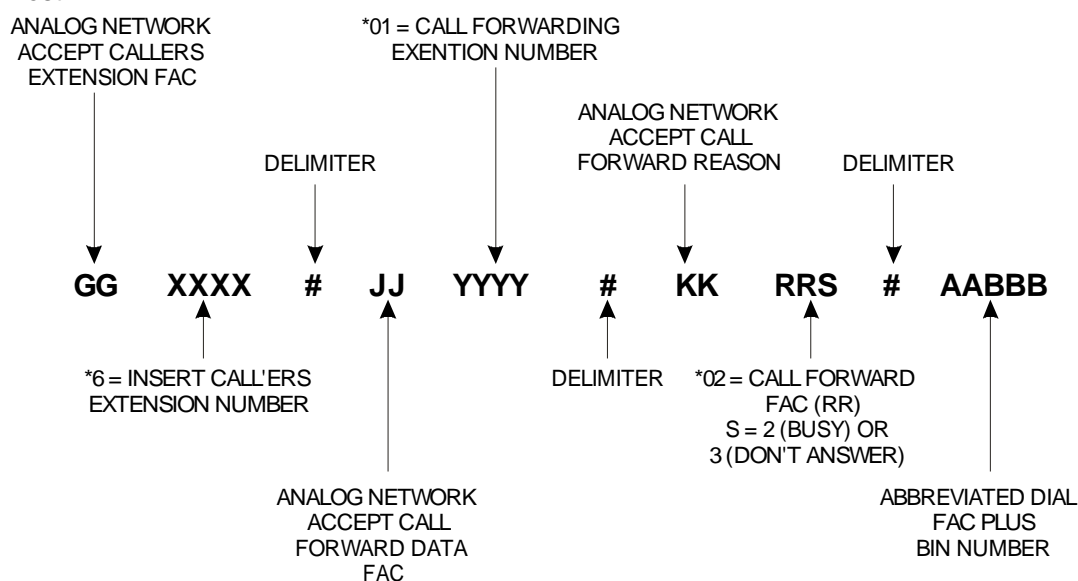 ANALOG NETWORK
ACCEPT CALLERS
EXTENSION FAC
*01 = CALL FORWARDING
EXENTION NUMBER
ANALOG NETWORK
ACCEPT CALL
FORWARD REASON
DELIMITER
DELIMITER
GG XXXX # JJ YYYY # KK RRS # AABBB
*6 = INSERT CALL'ERS
EXTENSION NUMBER
DELIMITER
*02 = CALL FORWARD
FAC (RR)
S = 2 (BUSY) OR
3 (DON'T ANSWER)
ANALOG NETWORK
ACCEPT CALL
FORWARD DATA
FAC
ABBREVIATED DIAL
FAC PLUS
BIN NUMBER